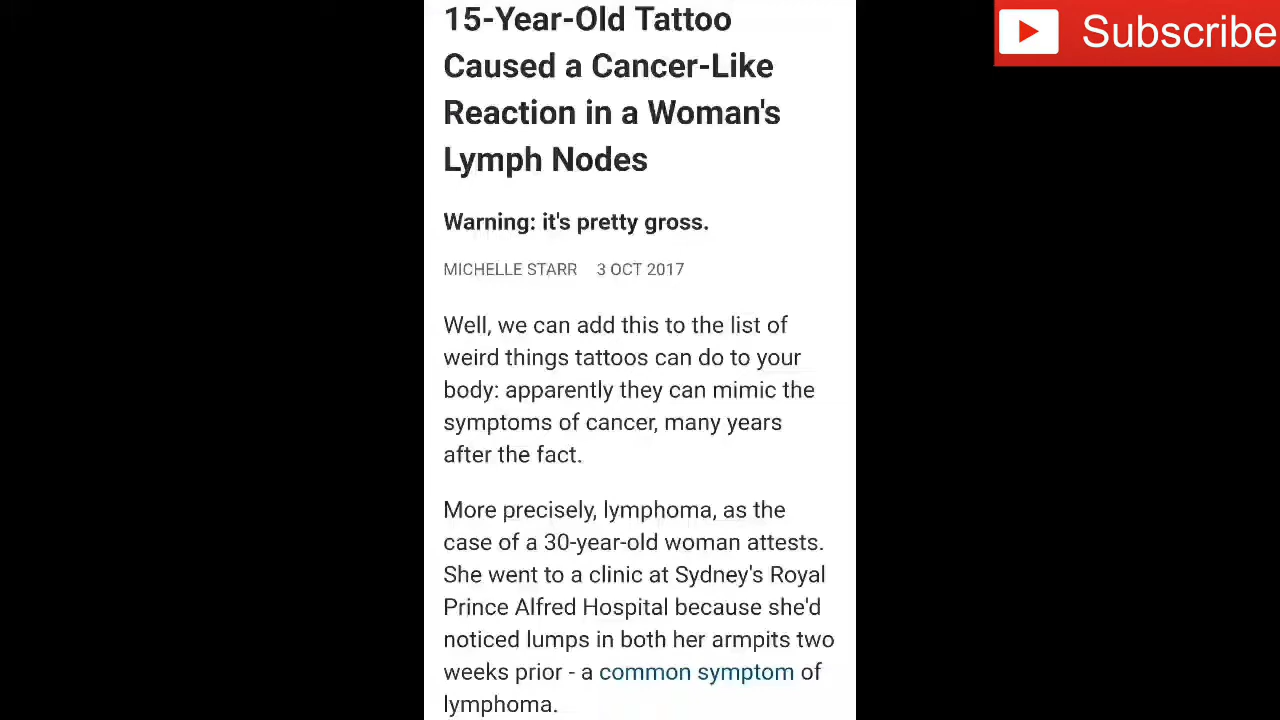 15-Year-Old Tattoo
Caused a Cancer-Like
Reaction in a Woman's
Lymph Nodes
Warning: it's pretty gross.
MICHELLE STARR 3 OCT 2017
Well, we can add this to the list of
weird things tattoos can do to your
body: apparently they can mimic the
symptoms of cancer, many years
after the fact.
More precisely, lymphoma, as the
case of a 30-year-old woman attests.
She went to a clinic at Sydney's Royal
Prince Alfred Hospital because she'd
noticed lumps in both her armpits two
weeks prior - a common symptom of
lymphoma.
Subscribe